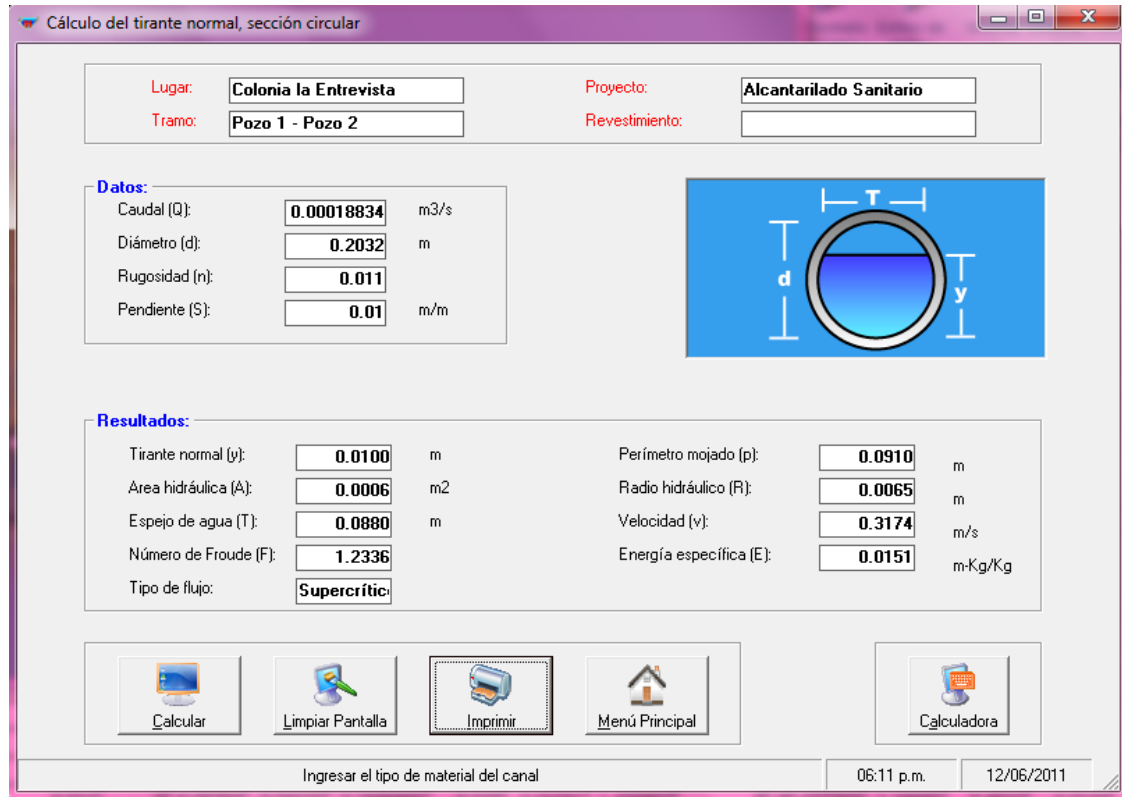 Cálculo del tirante normal, sección circular
Lugar: Colonia la Entrevista Proyecto: Alcantarilado Sanitario
Tramo: Pozo 1 - Pozo 2 Revestimiento:
Datos:
Caudal (Q): 0.00018834 m3/s
Diámetro (d): 0.2032 m
Rugosidad (n): 0.011
Pendiente (S): 0.01 m/m
T
d
y
Resultados:
Tirante normal (y): 0.0100 m Perímetro mojado (p): 0.0910 m
Area hidráulica (A): 0.0006 m2 Radio hidráulico (R): 0.0065 m
Espejo de agua (T): 0.0880 m Velocidad (v): 0.3174 m/s
Número de Froude (F): 1.2336 Energía específica (E): 0.0151 m-Kg/Kg
Tipo de flujo: Supercrític
Calcular Limpiar Pantalla Imprimir Menú Principal Calculadora
Ingresar el tipo de material del canal 06:11 p.m. 12/06/2011